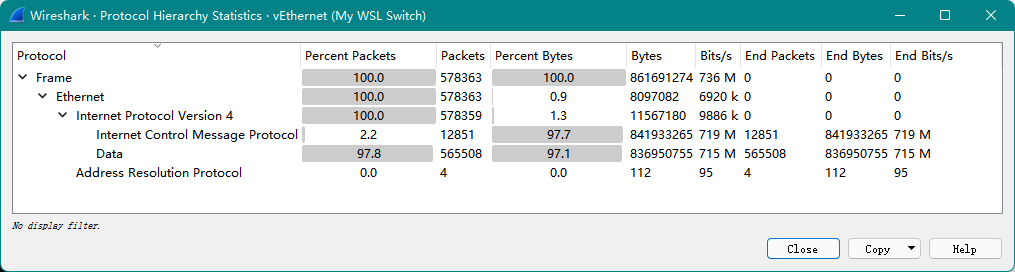 Wireshark · Protocol Hierarchy Statistics · vEthernet (My WSL Switch)
Protocol Percent Packets Packets Percent Bytes Bytes Bits/s End Packets End Bytes End Bits/s
Frame 100.0 578363 100.0 861691274 736 M 0 0 0
Ethernet 100.0 578363 0.9 8097082 6920 k 0 0 0
Internet Protocol Version 4 100.0 578359 1.3 11567180 9886 k 0 0 0
Internet Control Message Protocol 2.2 12851 97.7 841933265 719 M 12851 841933265 719 M
Data 97.8 565508 97.1 836950755 715 M 565508 836950755 715 M
Address Resolution Protocol 0.0 4 0.0 112 95 4 112 95
No display filter.
Close Copy Help